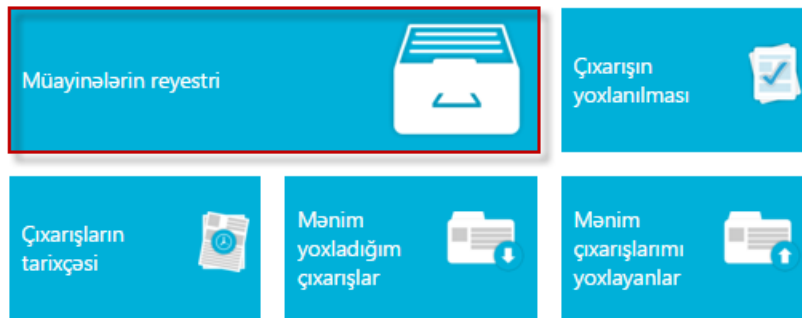 Müayinələrin reyestri
Çıxarışın
yoxlanılması
Çıxarışların
tarixçəsi
Mənim
yoxladığım
çıxarışlar
Mənim
çıxarışlarımı
yoxlayanlar